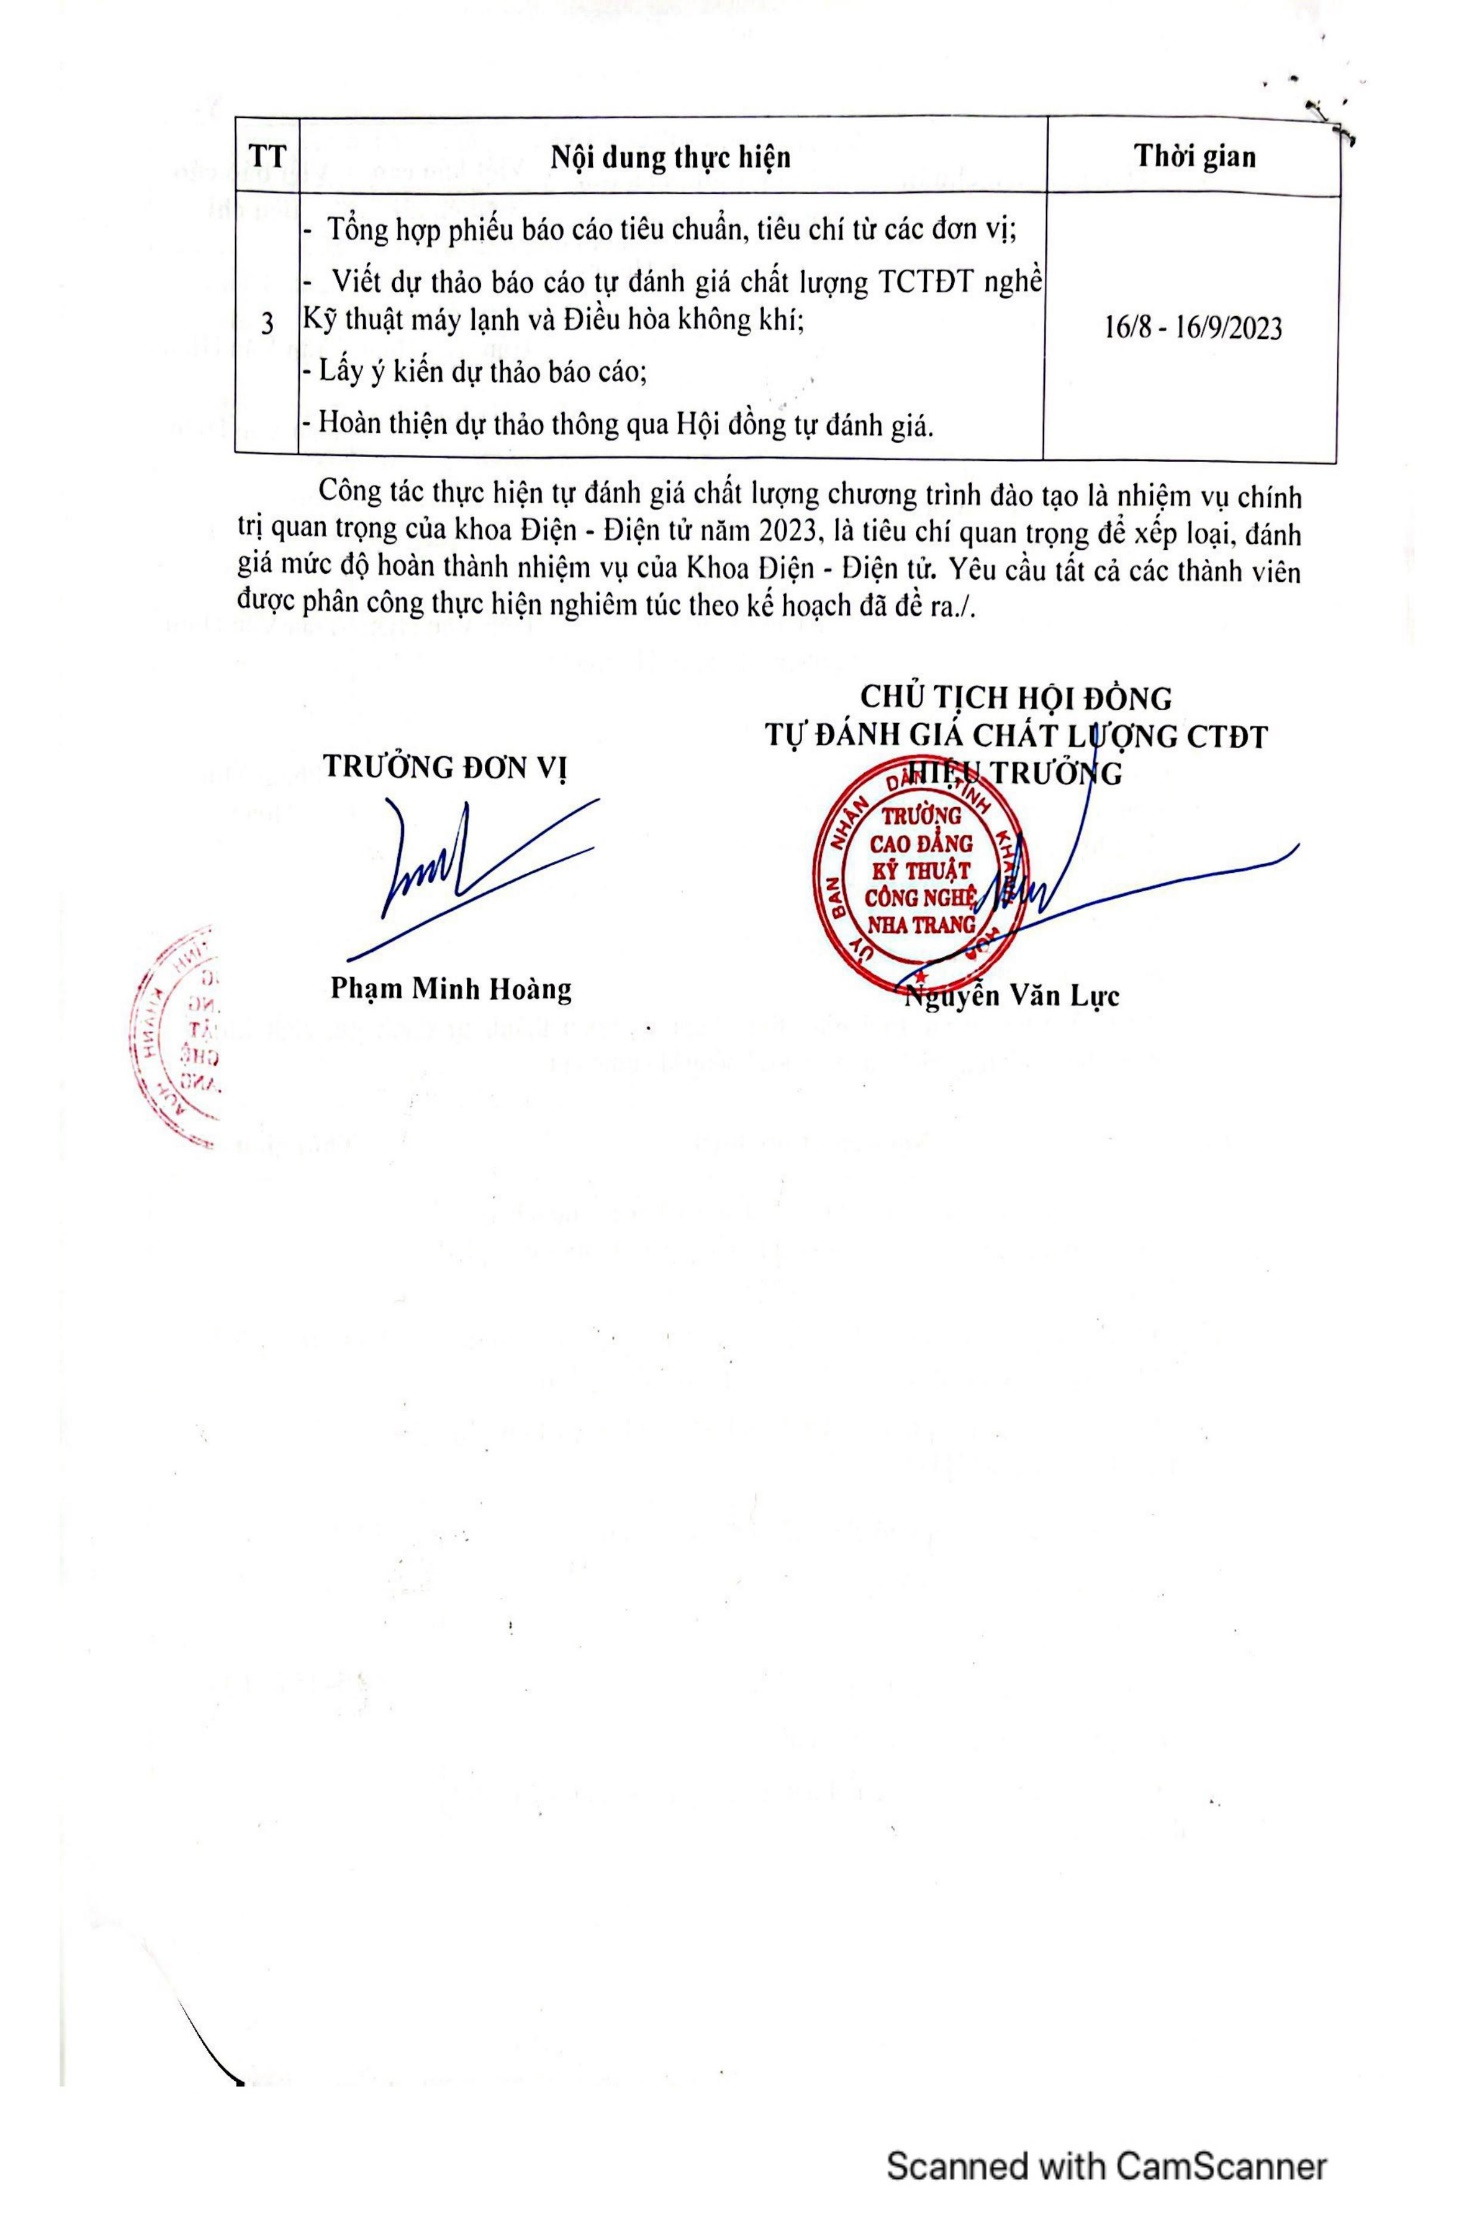 TT Nội dung thực hiện Thời gian
- Tổng hợp phiếu báo cáo tiêu chuẩn, tiêu chí từ các đơn vị;
- Viết dự thảo báo cáo tự đánh giá chất lượng TCTĐT nghề
3 Kỹ thuật máy lạnh và Điều hòa không khí; 16/8 - 16/9/2023
- Lấy ý kiến dự thảo báo cáo;
- Hoàn thiện dự thảo thông qua Hội đồng tự đánh giá.
Công tác thực hiện tự đánh giá chất lượng chương trình đào tạo là nhiệm vụ chính
trị quan trọng của khoa Điện - Điện tử năm 2023, là tiêu chí quan trọng để xếp loại, đánh
giá mức độ hoàn thành nhiệm vụ của Khoa Điện - Điện tử. Yêu cầu tất cả các thành viên
được phân công thực hiện nghiêm túc theo kế hoạch đã đề ra./.
CHỦ TỊCH HỘI ĐỒNG
TỰ ĐÁNH GIÁ CHẤT LƯỢNG CTĐT
TRƯỞNG ĐƠN VỊ
HIỆU TRƯỞNG
ỦY BAN NHÂN DÂN TỈNH KHÁNH HÒA
TRƯỜNG
CAO ĐẲNG
KỸ THUẬT
CÔNG NGHỆ
NHA TRANG
Phạm Minh Hoàng
Nguyễn Văn Lực
Scanned with CamScanner